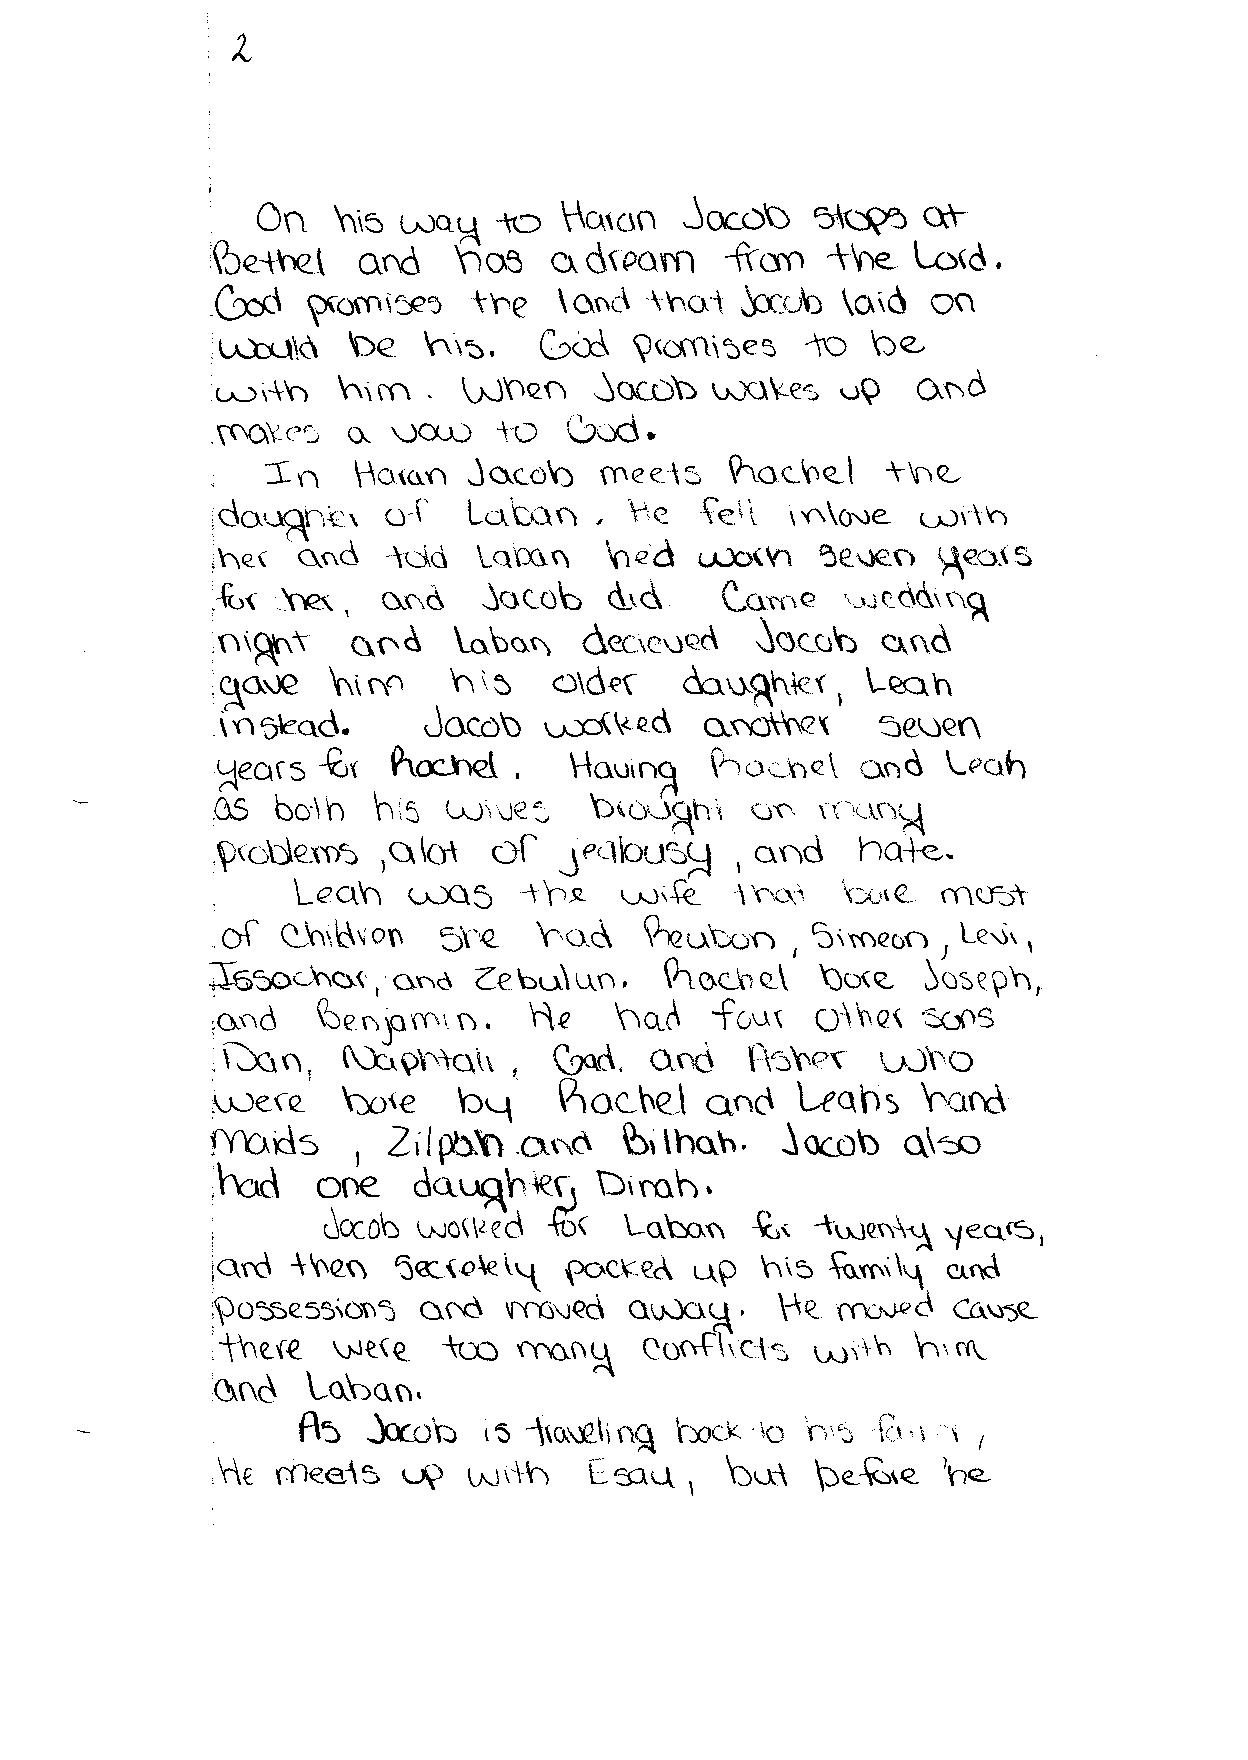 2
On his way to Haran Jacob stops at
Bethel and has a dream from the Lord.
God promises the land that Jacob laid on
would be his. God promises to be
with him. When Jacob wakes up and
makes a vow to God.
In Haran Jacob meets Rachel the
daughter of Laban. He fell inlove with
her and told Laban he'd worn seven years
for her, and Jacob did. Came wedding
night and Laban decieved Jacob and
gave him his older daughter, Leah
instead. Jacob worked another seven
years for Rachel. Having Rachel and Leah
as both his wives brought on many
problems, alot of jealousy, and hate.
Leah was the wife that bore most
of children she had Reuben, Simeon, Levi,
Issachar, and Zebulun. Rachel bore Joseph,
and Benjamin. He had four other sons
Dan, Naphtali, Gad, and Asher who
were bore by Rachel and Leahs hand
maids, Zilpah and Bilhah. Jacob also
had one daughter, Dinah.
Jacob worked for Laban for twenty years,
and then secretely packed up his family and
possessions and moved away. He moved cause
there were too many conflicts with him
and Laban.
As Jacob is traveling back to his
He meets up with Esau, but before he